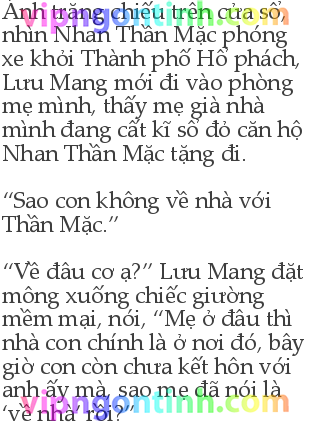 Ánh trăng chiếu trên cửa sổ,
nhìn Nhan Thần Mặc phóng
xe khỏi Thành phố Hổ phách,
Lưu Mang mới đi vào phòng
mẹ mình, thấy mẹ già nhà
mình đang cất kĩ sổ đỏ căn hộ
Nhan Thần Mặc tặng đi.
“Sao con không về nhà với
Thần Mặc.”
“Về đâu cơ ạ?” Lưu Mang đặt
mông xuống chiếc giường
mềm mại, nói, “Mẹ ở đâu thì
nhà con chính là ở nơi đó, bây
giờ con còn chưa kết hôn với
anh ấy mà, sao mẹ đã nói là
‘về nhà’ rồi?”
vipngontinh.com
vipngontinh.com